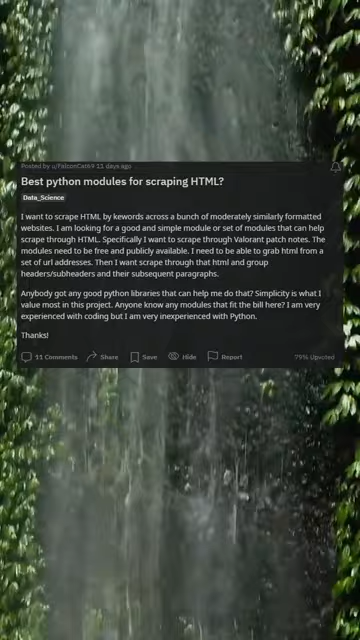 Posted by u/FalconCat69 11 days ago
Best python modules for scraping HTML?
Data_Science
I want to scrape HTML by kewords across a bunch of moderately similarly formatted
websites. I am looking for a good and simple module or set of modules that can help
scrape through HTML. Specifically I want to scrape through Valorant patch notes. The
modules need to be free and publicly available. I need to be able to grab html from a
set of url addresses. Then I want scrape through that html and group
headers/subheaders and their subsequent paragraphs.
Anybody got any good python libraries that can help me do that? Simplicity is what I
value most in this project. Anyone know any modules that fit the bill here? I am very
experienced with coding but I am very inexperienced with Python.
Thanks!
11 Comments Share Save Hide Report 79% Upvoted